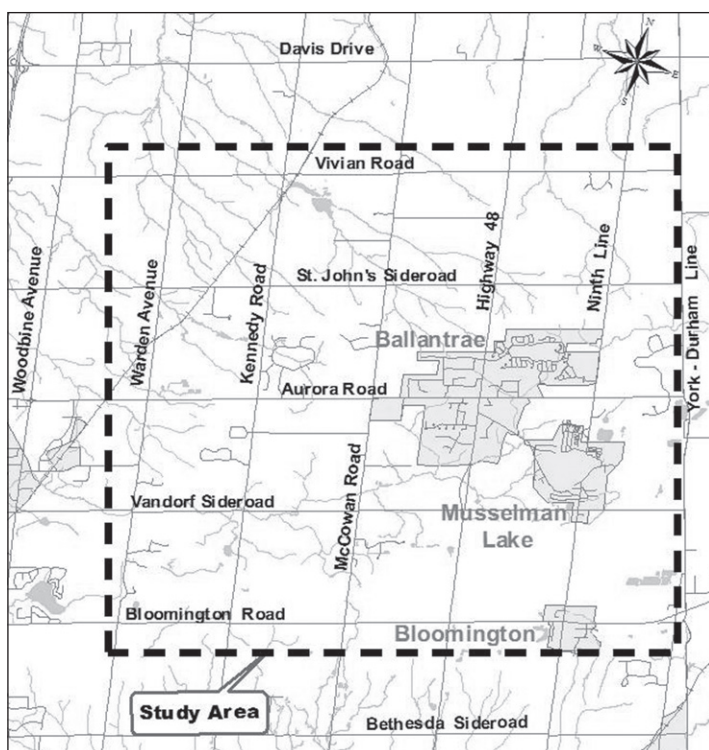 Davis Drive
N
W
E
S
Vivian Road
Woodbine Avenue
Warden Avenue
Kennedy Road
St. John's Sideroad
Highway 48
Ninth Line
York - Durham Line
Ballantrae
Aurora Road
McCowan Road
Vandorf Sideroad
Musselman
Lake
Bloomington Road
Bloomington
Study Area
Bethesda Sideroad